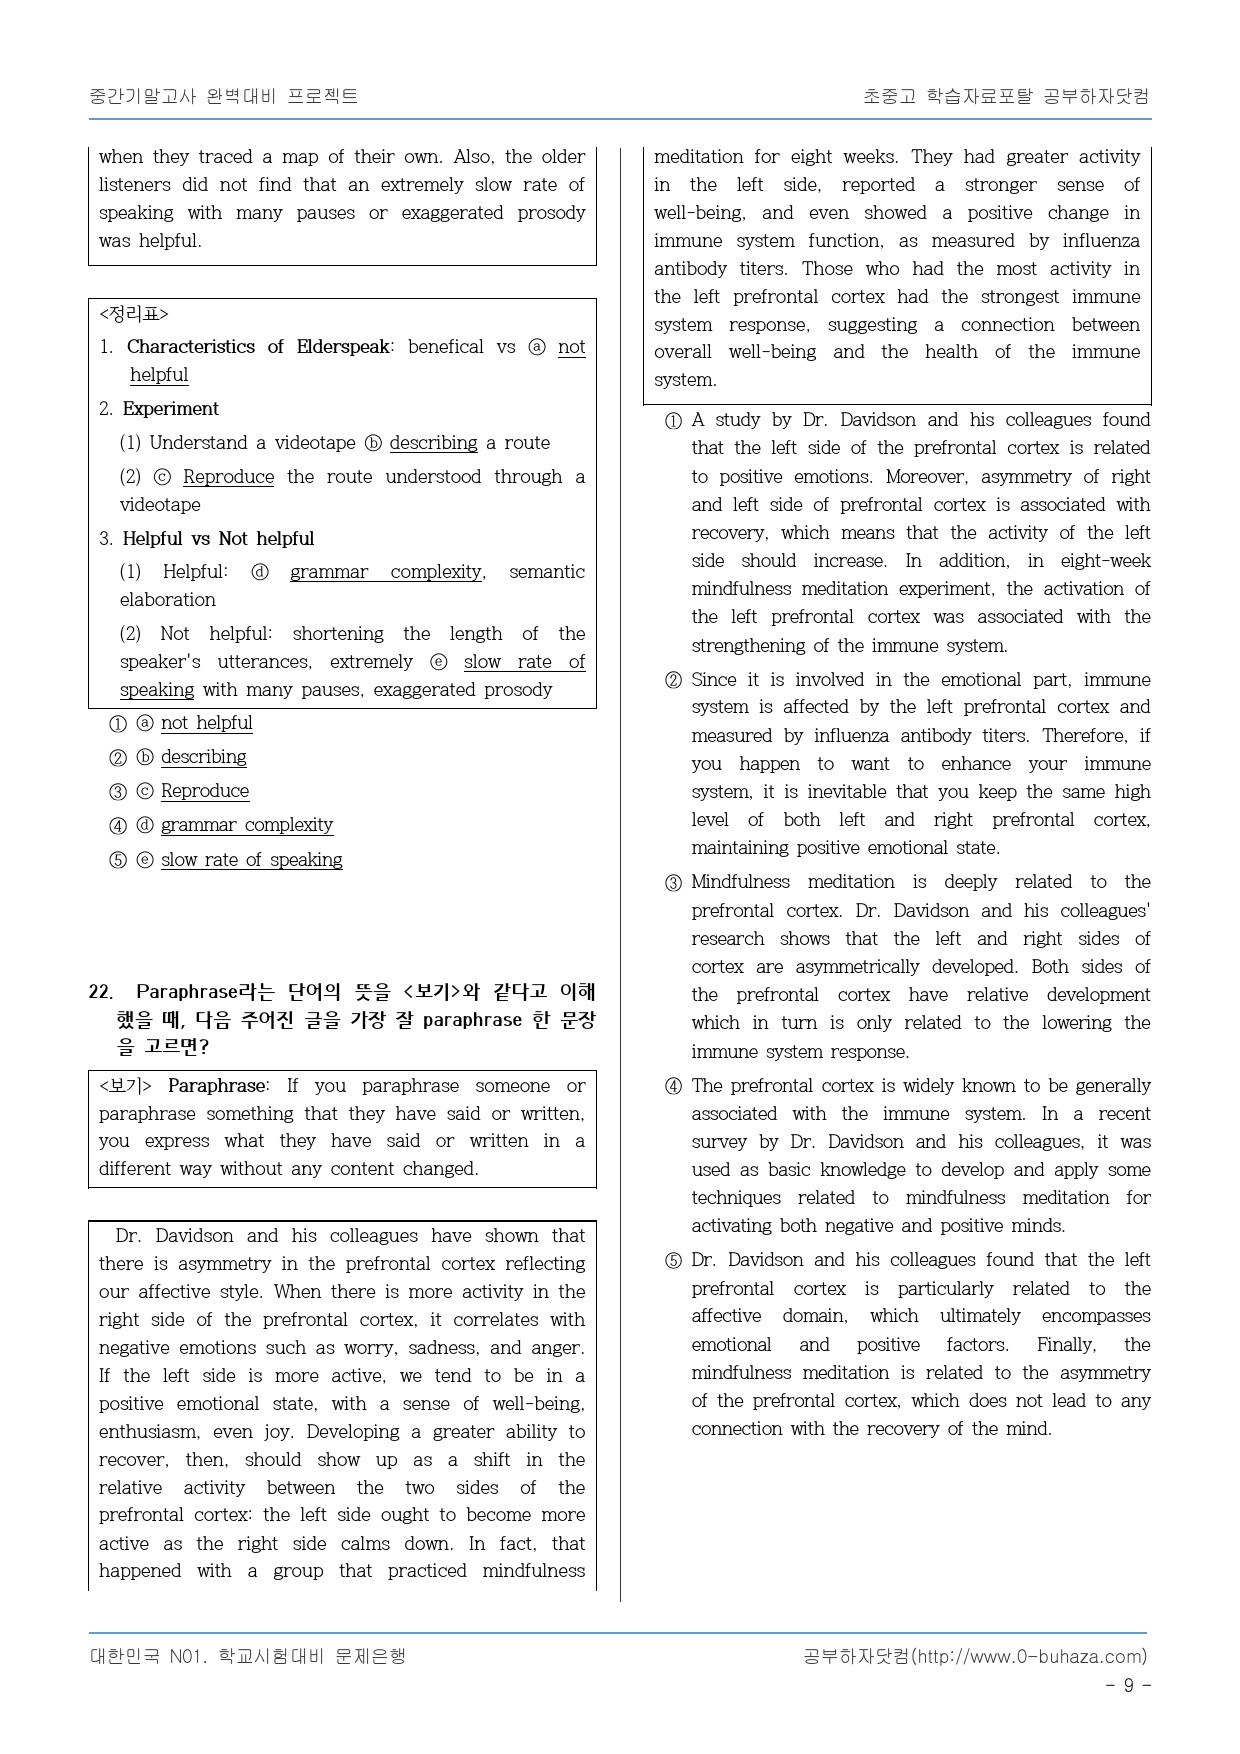 중간기말고사 완벽대비 프로젝트
초중고 학습자료포탈 공부하자닷컴
when they traced a map of their own. Also, the older
listeners did not find that an extremely slow rate of
speaking with many pauses or exaggerated prosody
was helpful.
<정리표>
1. Characteristics of Elderspeak: benefical vs ⓐ not
helpful
2. Experiment
(1) Understand a videotape ⓑ describing a route
(2) ⓒ Reproduce the route understood through a
videotape
3. Helpful vs Not helpful
(1) Helpful: ⓓ grammar complexity, semantic
elaboration
(2) Not helpful: shortening the length of the
speaker's utterances, extremely ⓔ slow rate of
speaking with many pauses, exaggerated prosody
① ⓐ not helpful
② ⓑ describing
③ ⓒ Reproduce
④ ⓓ grammar complexity
⑤ ⓔ slow rate of speaking
22. Paraphrase라는 단어의 뜻을 <보기>와 같다고 이해
했을 때, 다음 주어진 글을 가장 잘 paraphrase 한 문장
을 고르면?
<보기> Paraphrase: If you paraphrase someone or
paraphrase something that they have said or written,
you express what they have said or written in a
different way without any content changed.
Dr. Davidson and his colleagues have shown that
there is asymmetry in the prefrontal cortex reflecting
our affective style. When there is more activity in the
right side of the prefrontal cortex, it correlates with
negative emotions such as worry, sadness, and anger.
If the left side is more active, we tend to be in a
positive emotional state, with a sense of well-being,
enthusiasm, even joy. Developing a greater ability to
recover, then, should show up as a shift in the
relative activity between the two sides of the
prefrontal cortex: the left side ought to become more
active as the right side calms down. In fact, that
happened with a group that practiced mindfulness
meditation for eight weeks. They had greater activity
in the left side, reported a stronger sense of
well-being, and even showed a positive change in
immune system function, as measured by influenza
antibody titers. Those who had the most activity in
the left prefrontal cortex had the strongest immune
system response, suggesting a connection between
overall well-being and the health of the immune
system.
① A study by Dr. Davidson and his colleagues found
that the left side of the prefrontal cortex is related
to positive emotions. Moreover, asymmetry of right
and left side of prefrontal cortex is associated with
recovery, which means that the activity of the left
side should increase. In addition, in eight-week
mindfulness meditation experiment, the activation of
the left prefrontal cortex was associated with the
strengthening of the immune system.
② Since it is involved in the emotional part, immune
system is affected by the left prefrontal cortex and
measured by influenza antibody titers. Therefore, if
you happen to want to enhance your immune
system, it is inevitable that you keep the same high
level of both left and right prefrontal cortex,
maintaining positive emotional state.
③ Mindfulness meditation is deeply related to the
prefrontal cortex. Dr. Davidson and his colleagues'
research shows that the left and right sides of
cortex are asymmetrically developed. Both sides of
the prefrontal cortex have relative development
which in turn is only related to the lowering the
immune system response.
④ The prefrontal cortex is widely known to be generally
associated with the immune system. In a recent
survey by Dr. Davidson and his colleagues, it was
used as basic knowledge to develop and apply some
techniques related to mindfulness meditation for
activating both negative and positive minds.
⑤ Dr. Davidson and his colleagues found that the left
prefrontal cortex is particularly related to the
affective domain, which ultimately encompasses
emotional and positive factors. Finally, the
mindfulness meditation is related to the asymmetry
of the prefrontal cortex, which does not lead to any
connection with the recovery of the mind.
대한민국 N01. 학교시험대비 문제은행
공부하자닷컴(http://www.0-buhaza.com)
- 9 -